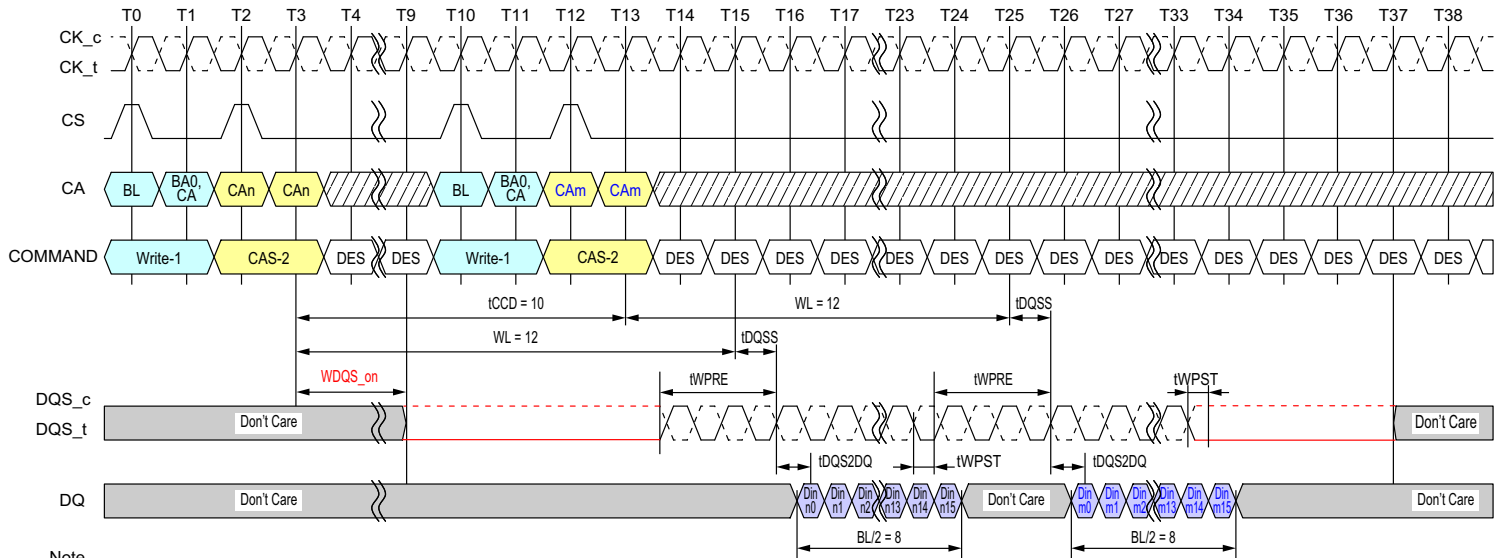 T0 T1 T2 T3 T4 T9 T10 T11 T12 T13 T14 T15 T16 T17 T23 T24 T25 T26 T27 T33 T34 T35 T36 T37 T38
CK_c
CK_t
CS
CA BL BA0, CA CAn CAn BL BA0, CA CAm CAm
COMMAND Write-1 CAS-2 DES DES Write-1 CAS-2 DES DES DES DES DES DES DES DES DES DES DES DES DES DES DES
tCCD = 10 WL = 12 tDQSS
WL = 12 tDQSS
WDQS_on tWPRE tWPRE tWPST
DQS_c
DQS_t Don't Care Don't Care
tDQS2DQ tWPST tDQS2DQ
DQ Don't Care Din n0 Din n1 Din n2 Din n13 Din n14 Din n15 Don't Care Din m0 Din m1 Din m2 Din m13 Din m14 Din m15 Don't Care
BL/2 = 8 BL/2 = 8
Note